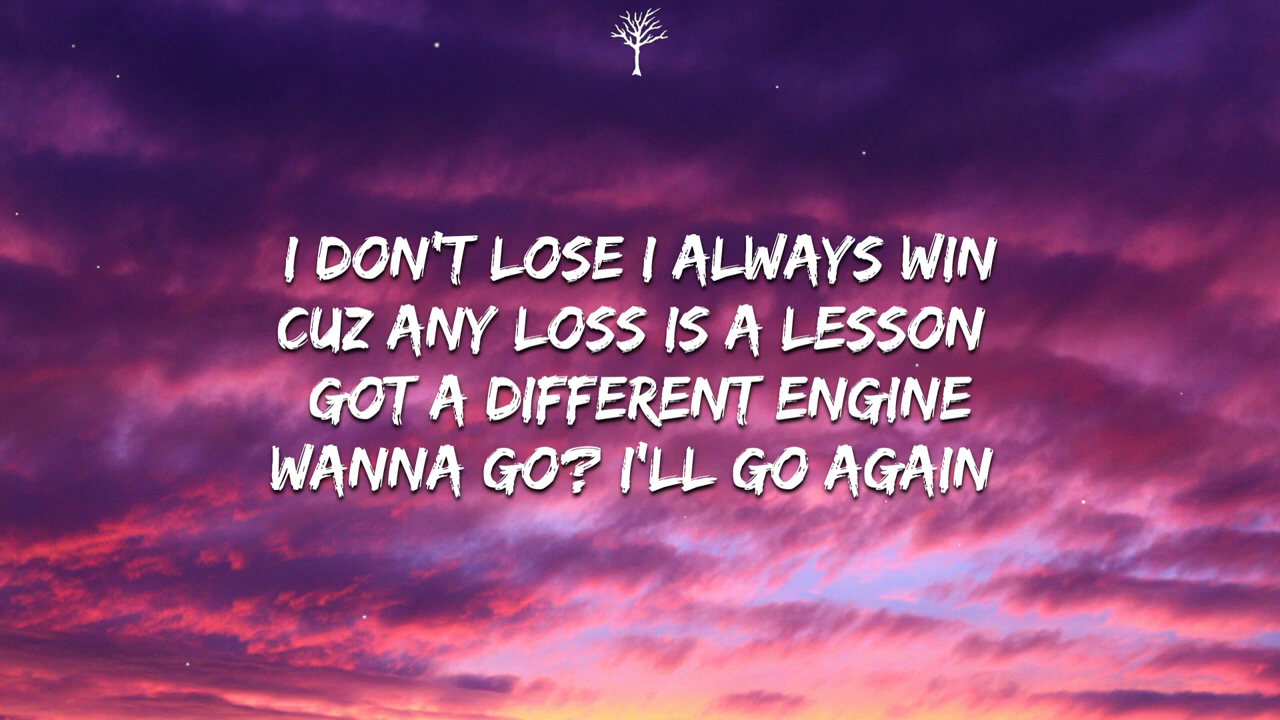 I DON'T LOSE I ALWAYS WIN
CUZ ANY LOSS IS A LESSON
GOT A DIFFERENT ENGINE
WANNA GO? I'LL GO AGAIN